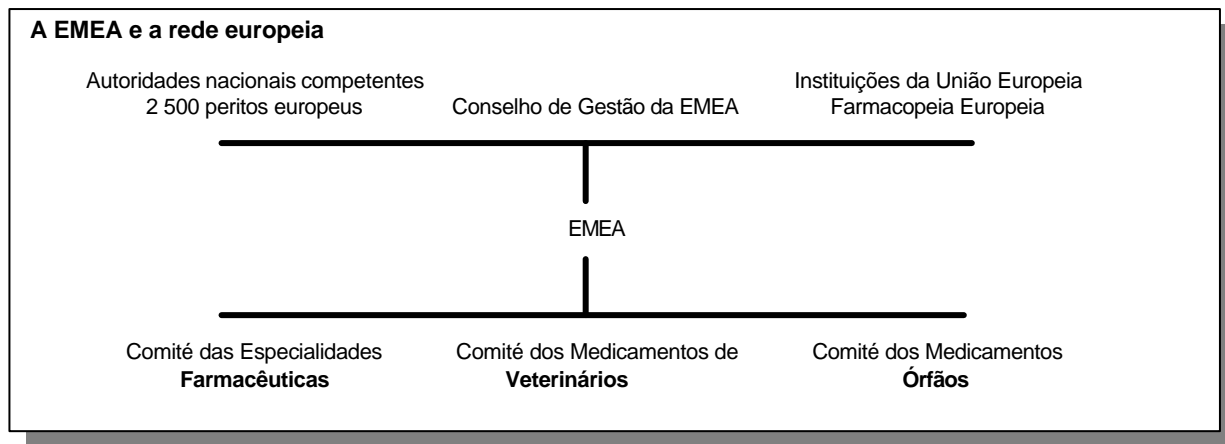 A EMEA e a rede europeia
Autoridades nacionais competentes
2 500 peritos europeus
Conselho de Gestão da EMEA
Instituições da União Europeia
Farmacopeia Europeia
EMEA
Comité das Especialidades
Farmacêuticas
Comité dos Medicamentos de
Veterinários
Comité dos Medicamentos
Órfãos